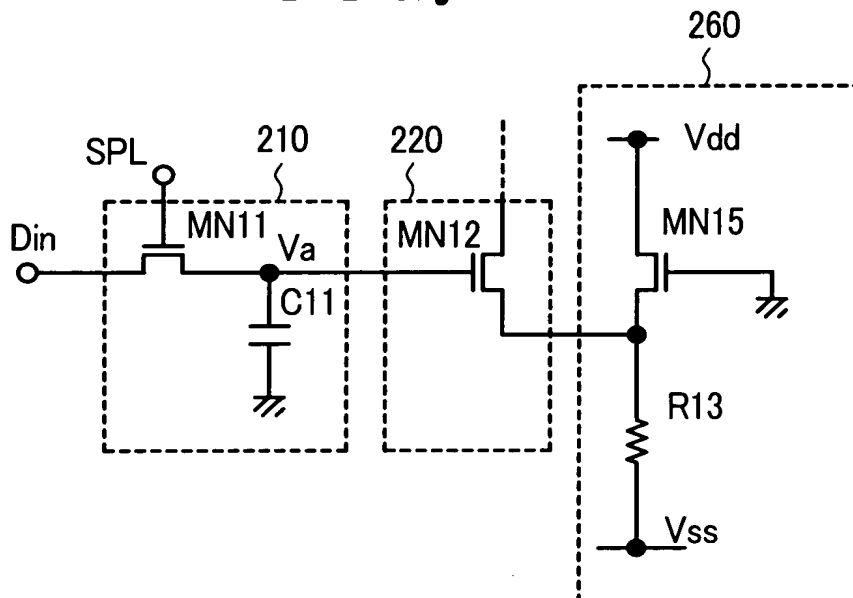 260
SPL
210
220
Vdd
Din
MN11
Va
MN12
MN15
C11
R13
Vss